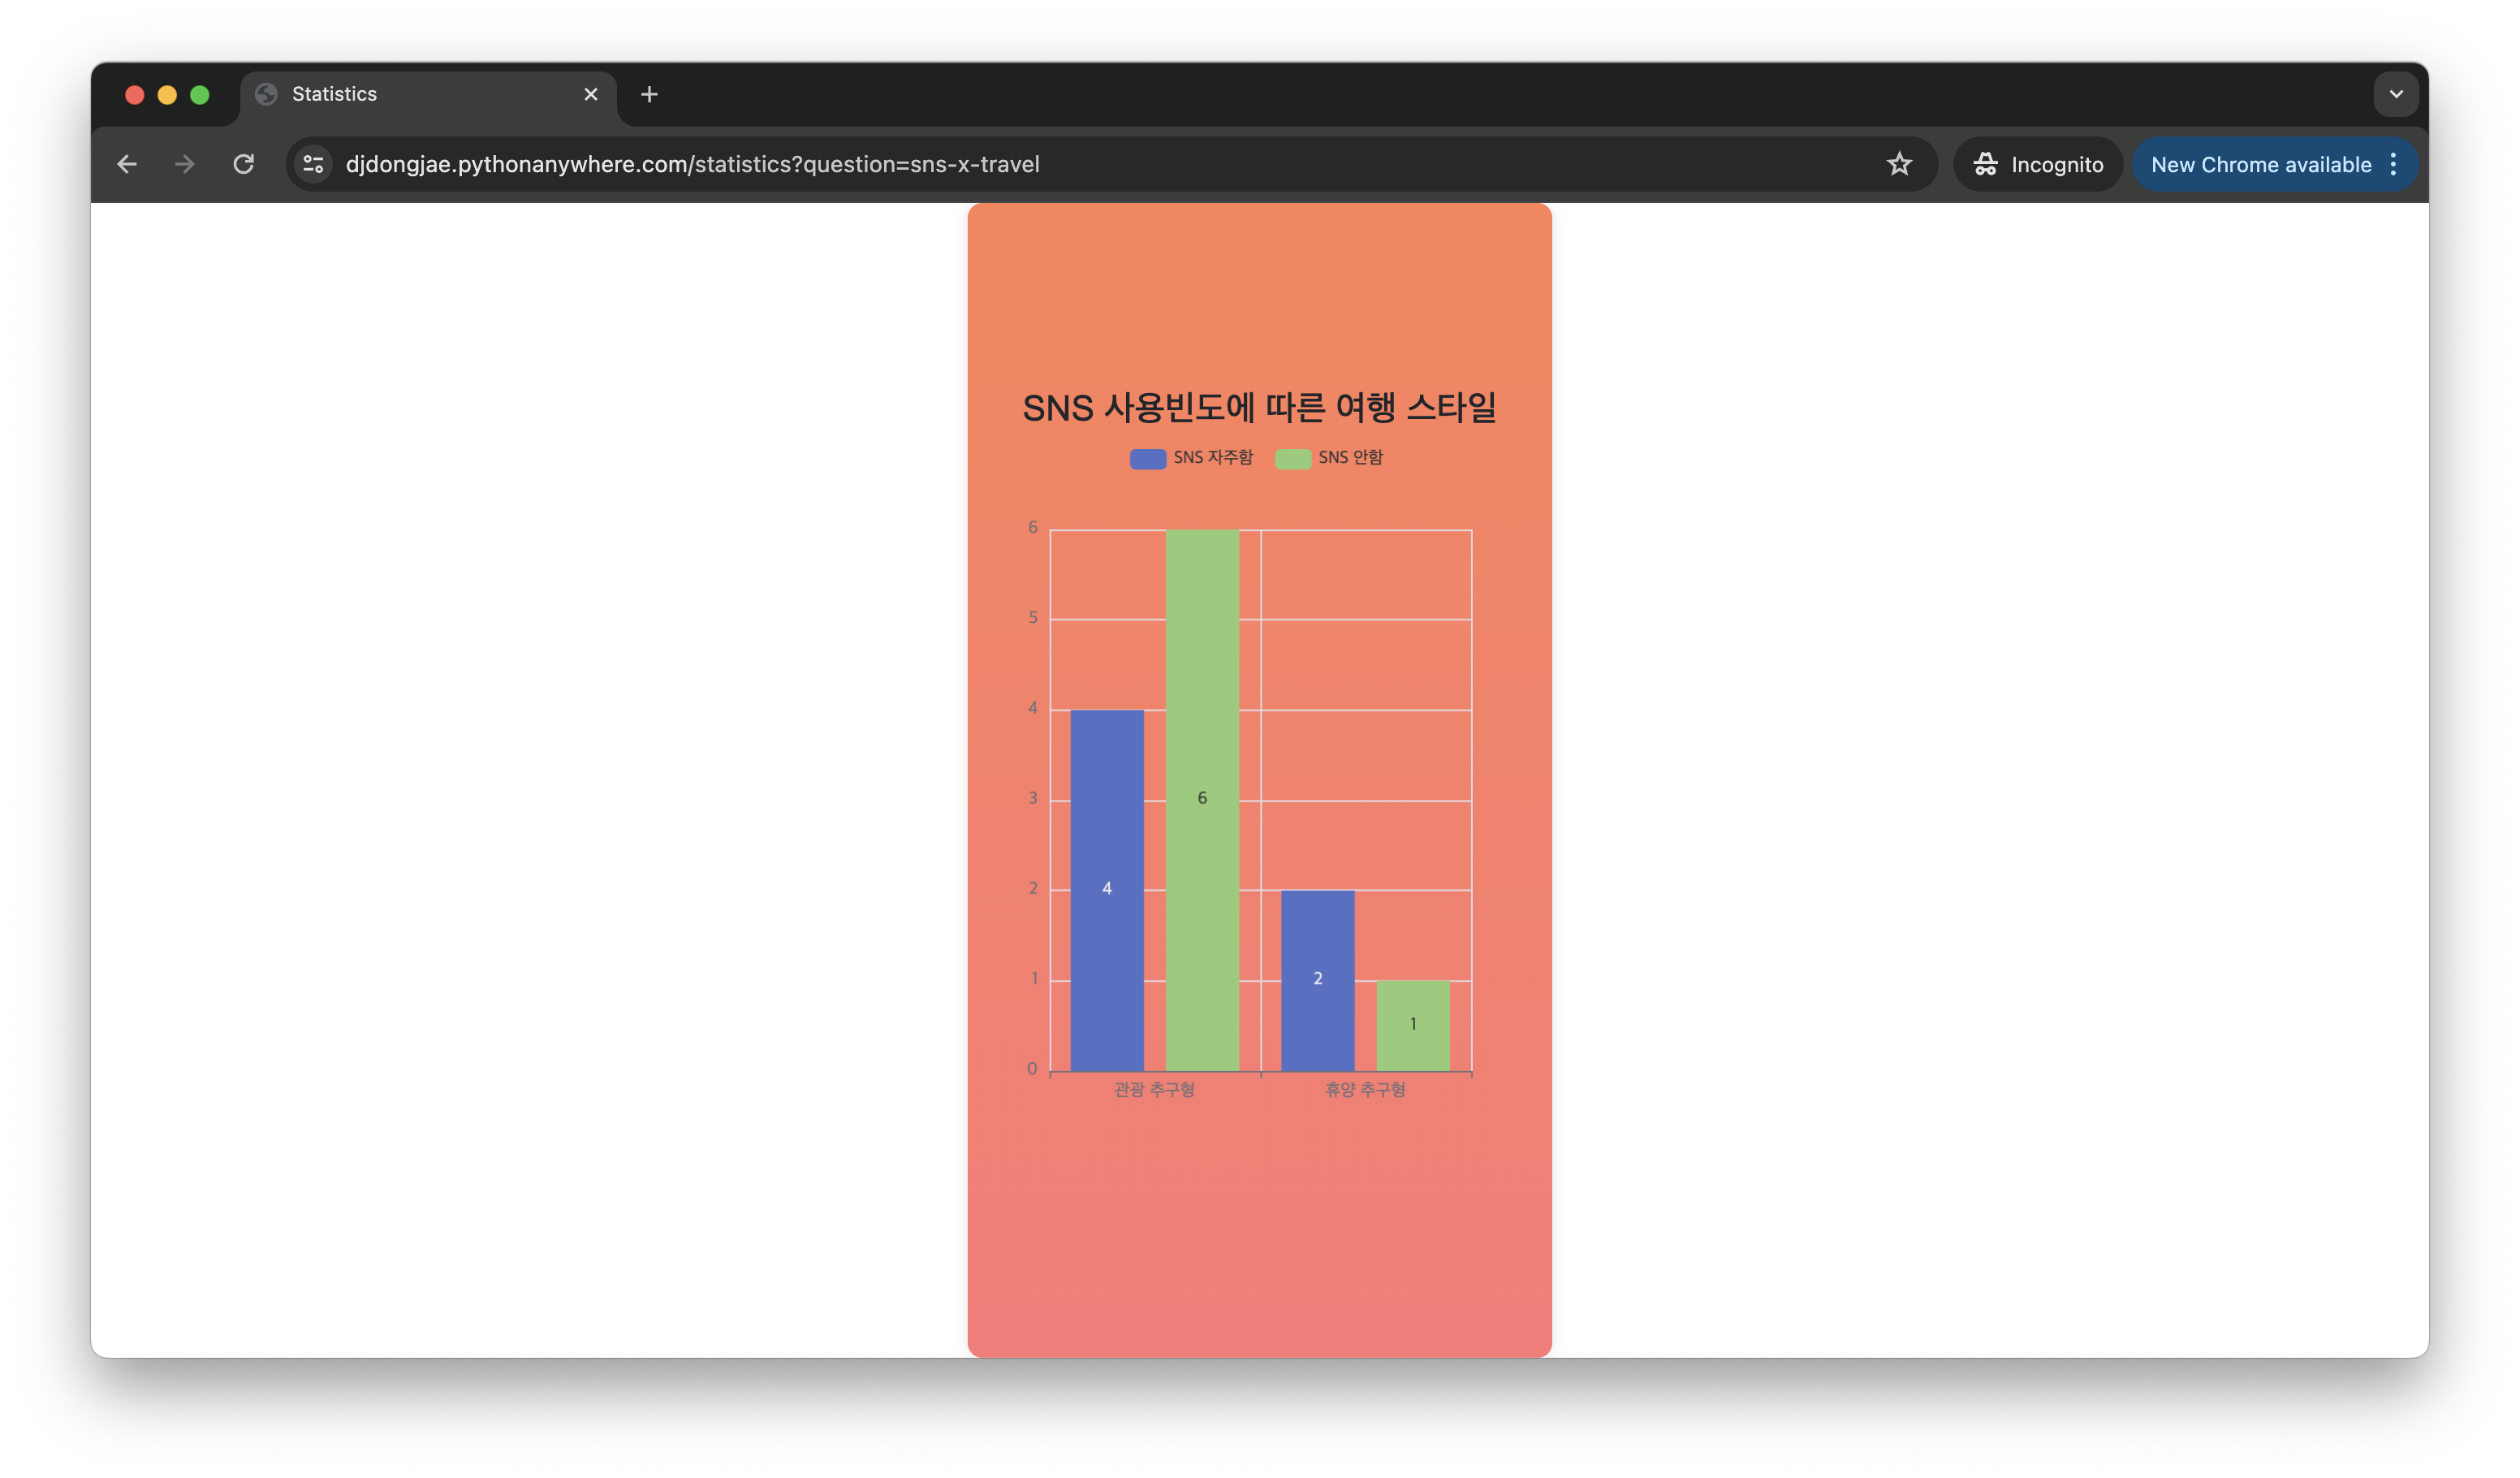 Statistics
djdongjae.pythonanywhere.com/statistics?question=sns-x-travel
Incognito
New Chrome available
SNS 사용빈도에 따른 여행 스타일
SNS 자주함 SNS 안함
6
5
4
3
2
1
0
4
6
2
1
관광 추구형 휴양 추구형